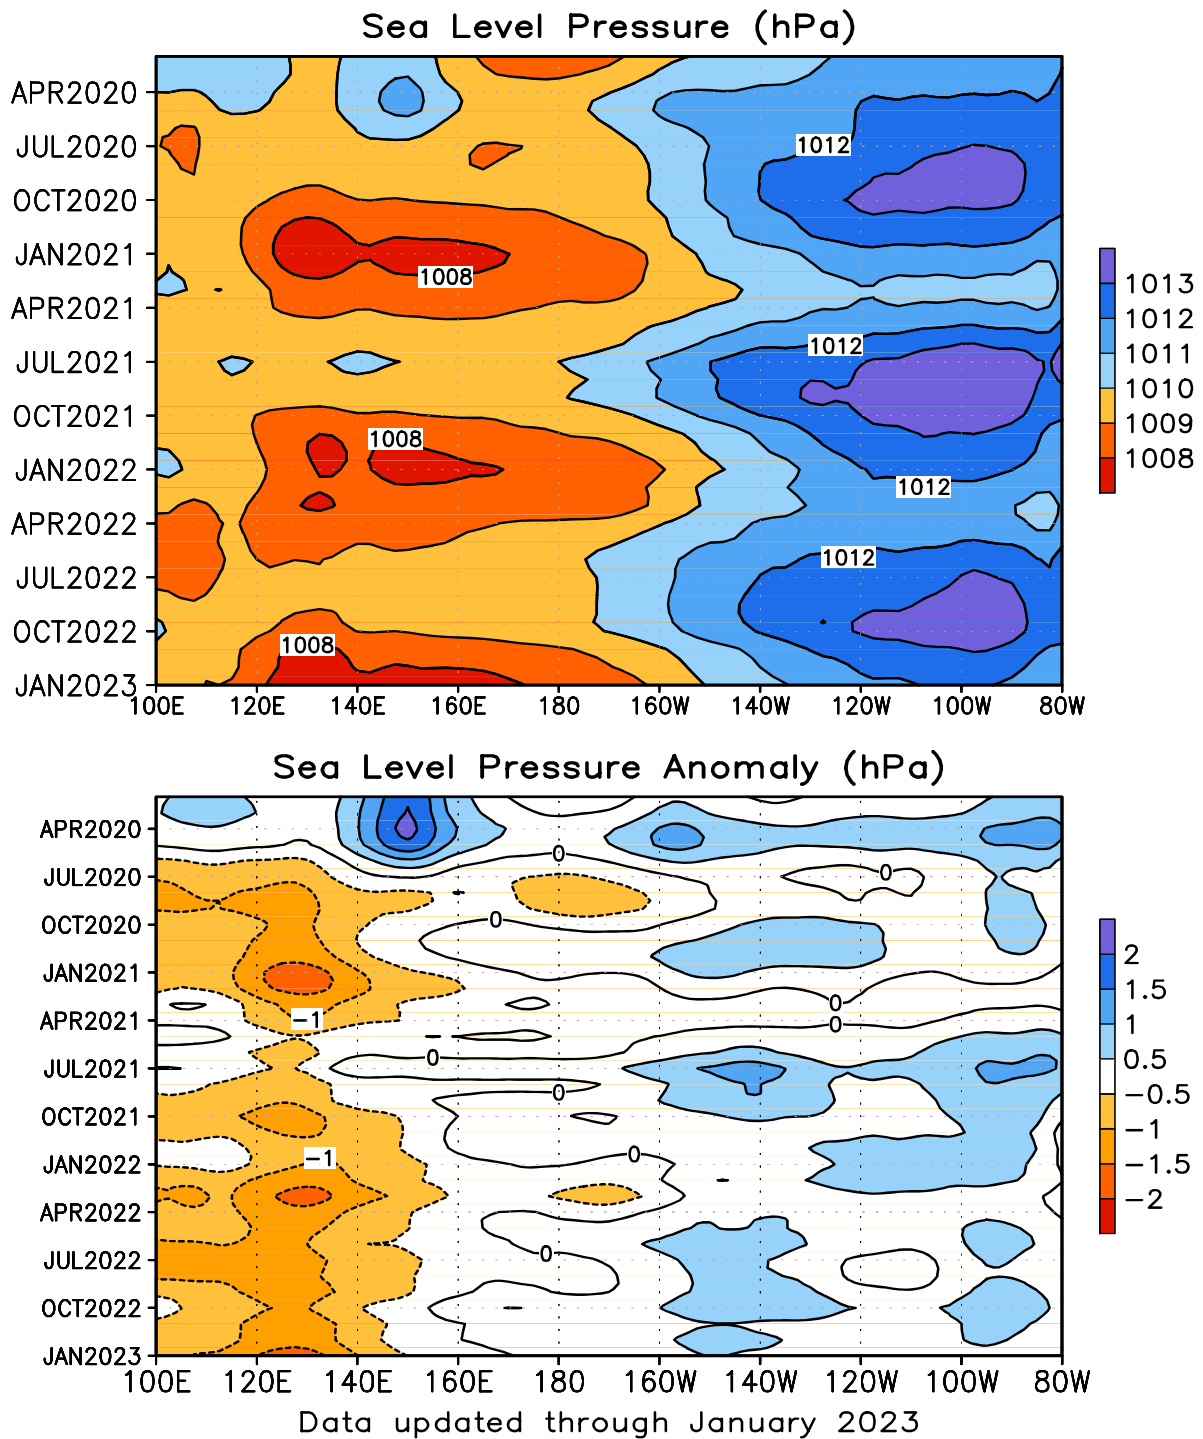 Sea Level Pressure (hPa)
APR2020
JUL2020
OCT2020
JAN2021
APR2021
JUL2021
OCT2021
JAN2022
APR2022
JUL2022
OCT2022
JAN2023
1012
1008
1012
1008
1012
1012
1008
100E 120E 140E 160E 180 160W 140W 120W 100W 80W
1013
1012
1011
1010
1009
1008
Sea Level Pressure Anomaly (hPa)
APR2020
JUL2020
OCT2020
JAN2021
APR2021
JUL2021
OCT2021
JAN2022
APR2022
JUL2022
OCT2022
JAN2023
0
0
0
0
-1
0
0
0
-1
0
0
100E 120E 140E 160E 180 160W 140W 120W 100W 80W
2
1.5
1
0.5
-0.5
-1
-1.5
-2
Data updated through January 2023